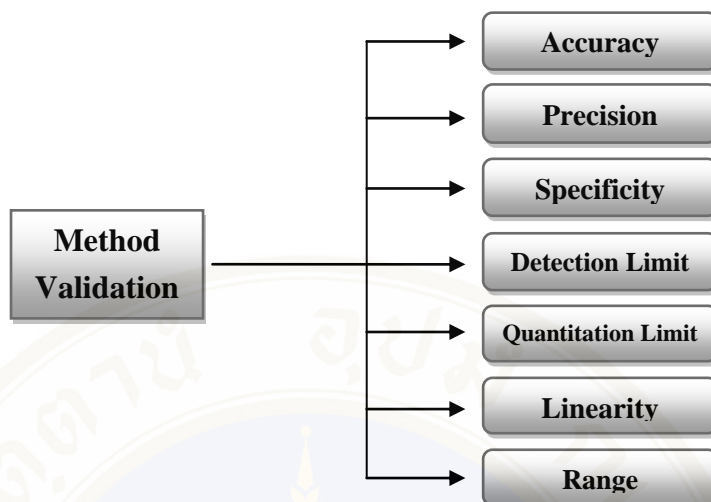 Accuracy
Precision
Specificity
Method
Validation
Detection Limit
Quantitation Limit
Linearity
Range